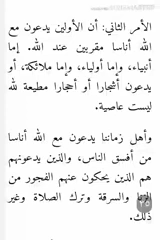 الأمر الثاني: أن الأولين يدعون مع
الله أناسا مقربين عند الله. إما
أنبياء، وإما أولياء، وإما ملائكة، أو
يدعون أشجارا أو أحجارا مطيعة لله
ليست عاصية.
وأهل زماننا يدعون مع الله أناسا
من أفسق الناس، والذين يدعونهم
هم الذين يحكون عنهم الفجور من
الزنا والسرقة وترك الصلاة وغير
ذلك.
٢٥